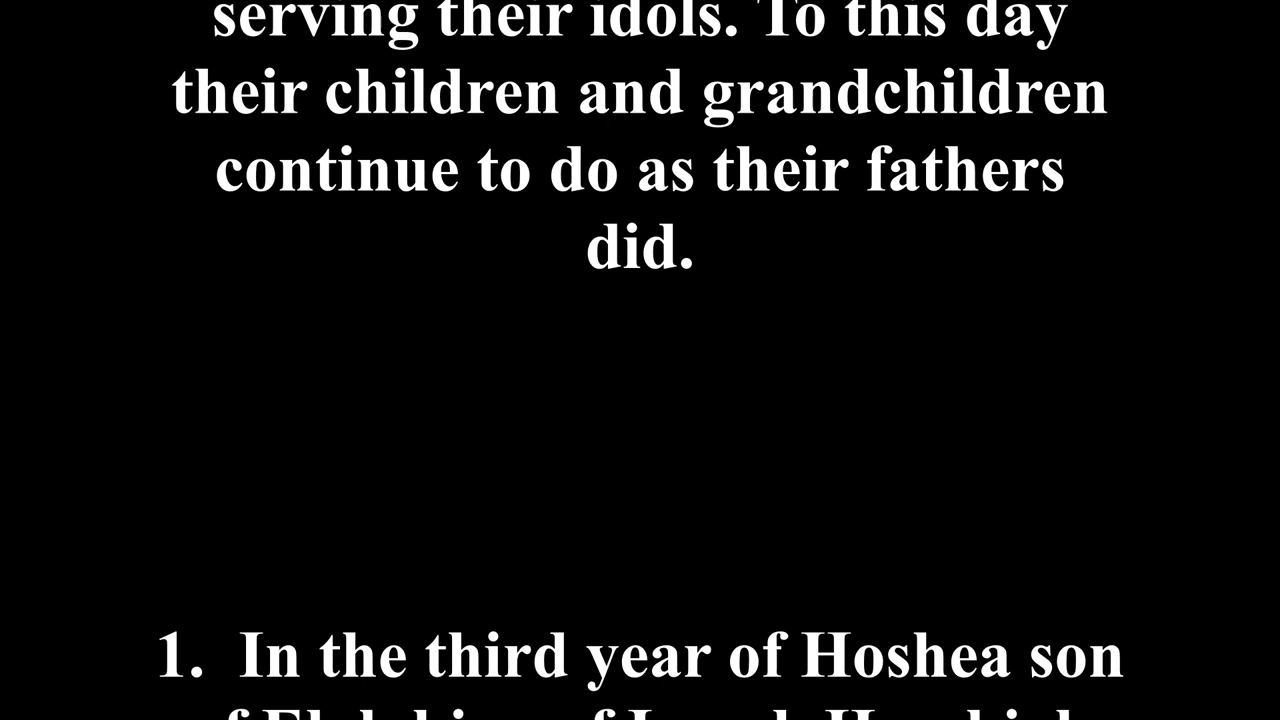 serving their idols. To this day
their children and grandchildren
continue to do as their fathers
did.
1. In the third year of Hoshea son